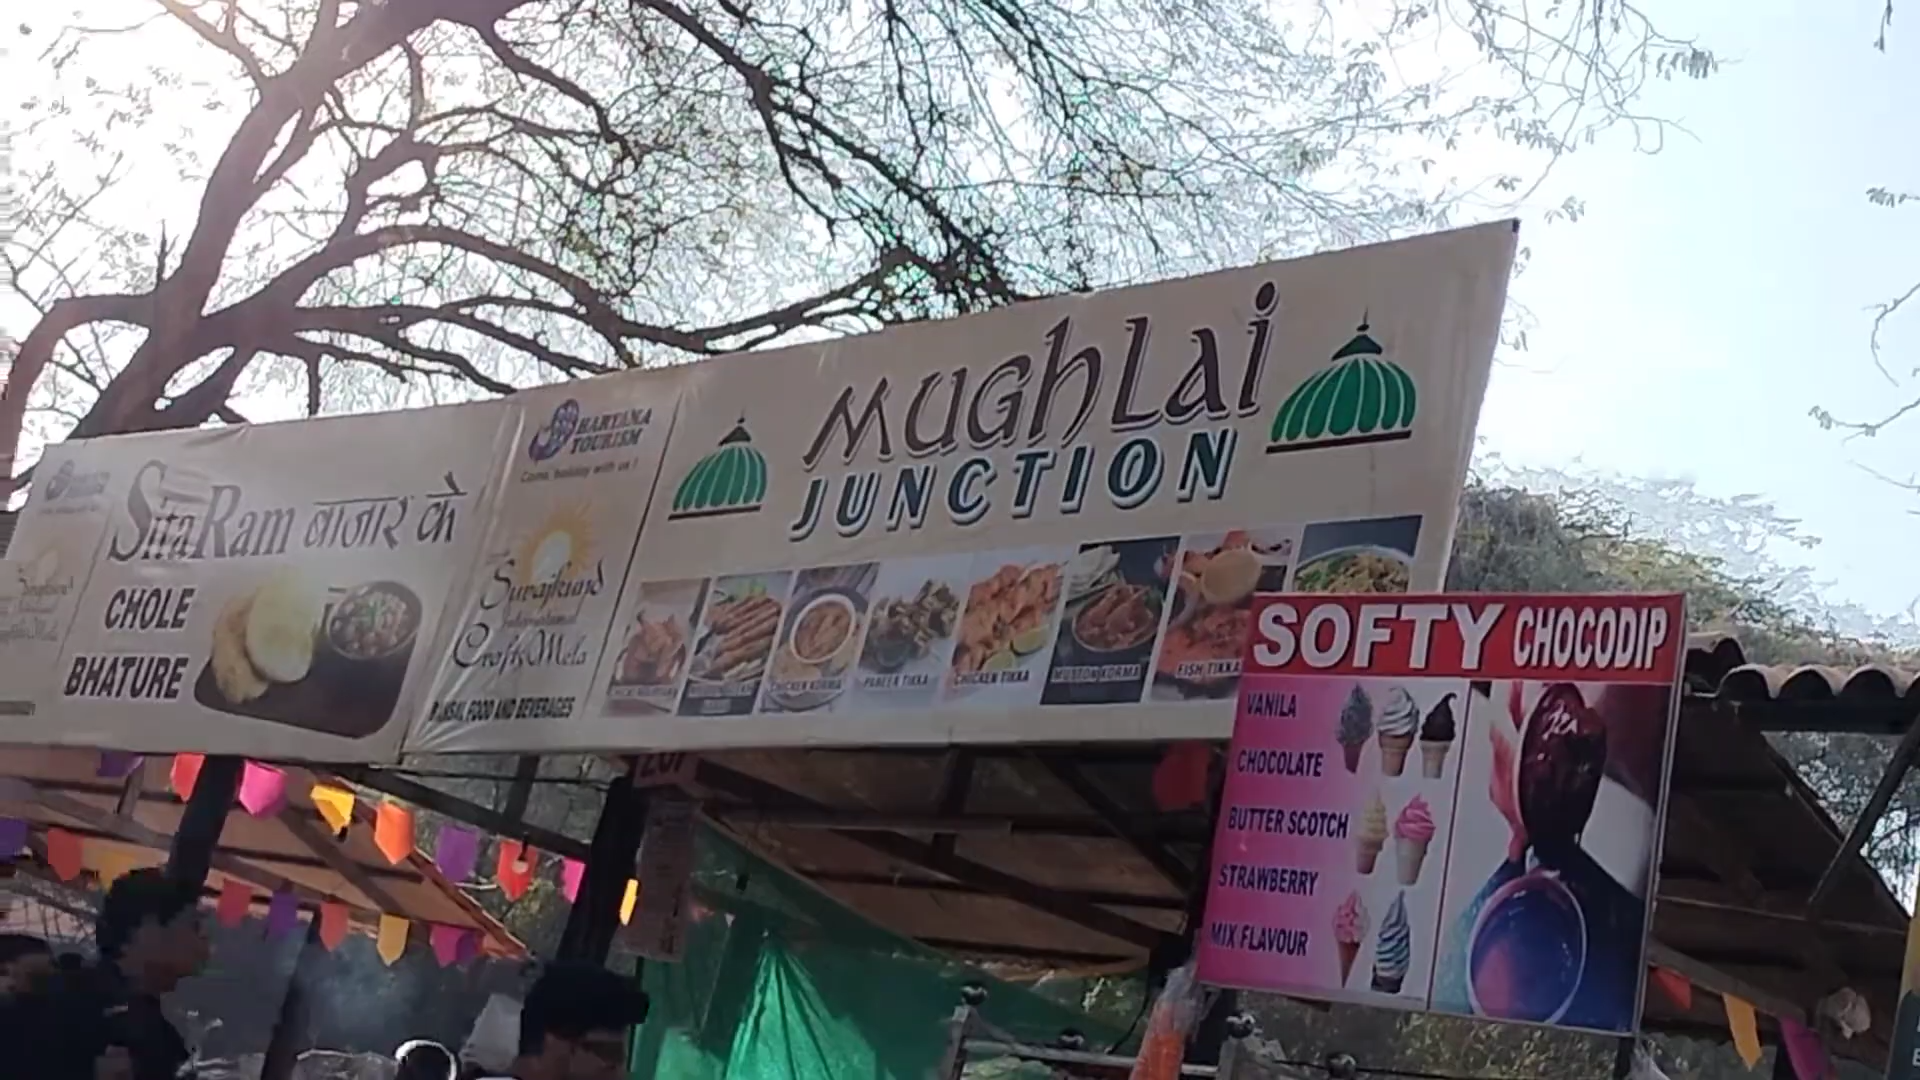 SitaRam बाजार के
CHOLE
BHATURE
HARYANA
TOURISM
Come, holiday with us !
Surajkund
International
Crafts Mela
BANSAL FOOD AND BEVERAGES
MUGHLAI
JUNCTION
CHICKEN KORMA
PANEER TIKKA
CHICKEN TIKKA
MUTTON KORMA
FISH TIKKA
SOFTY CHOCODIP
VANILA
CHOCOLATE
BUTTER SCOTCH
STRAWBERRY
MIX FLAVOUR